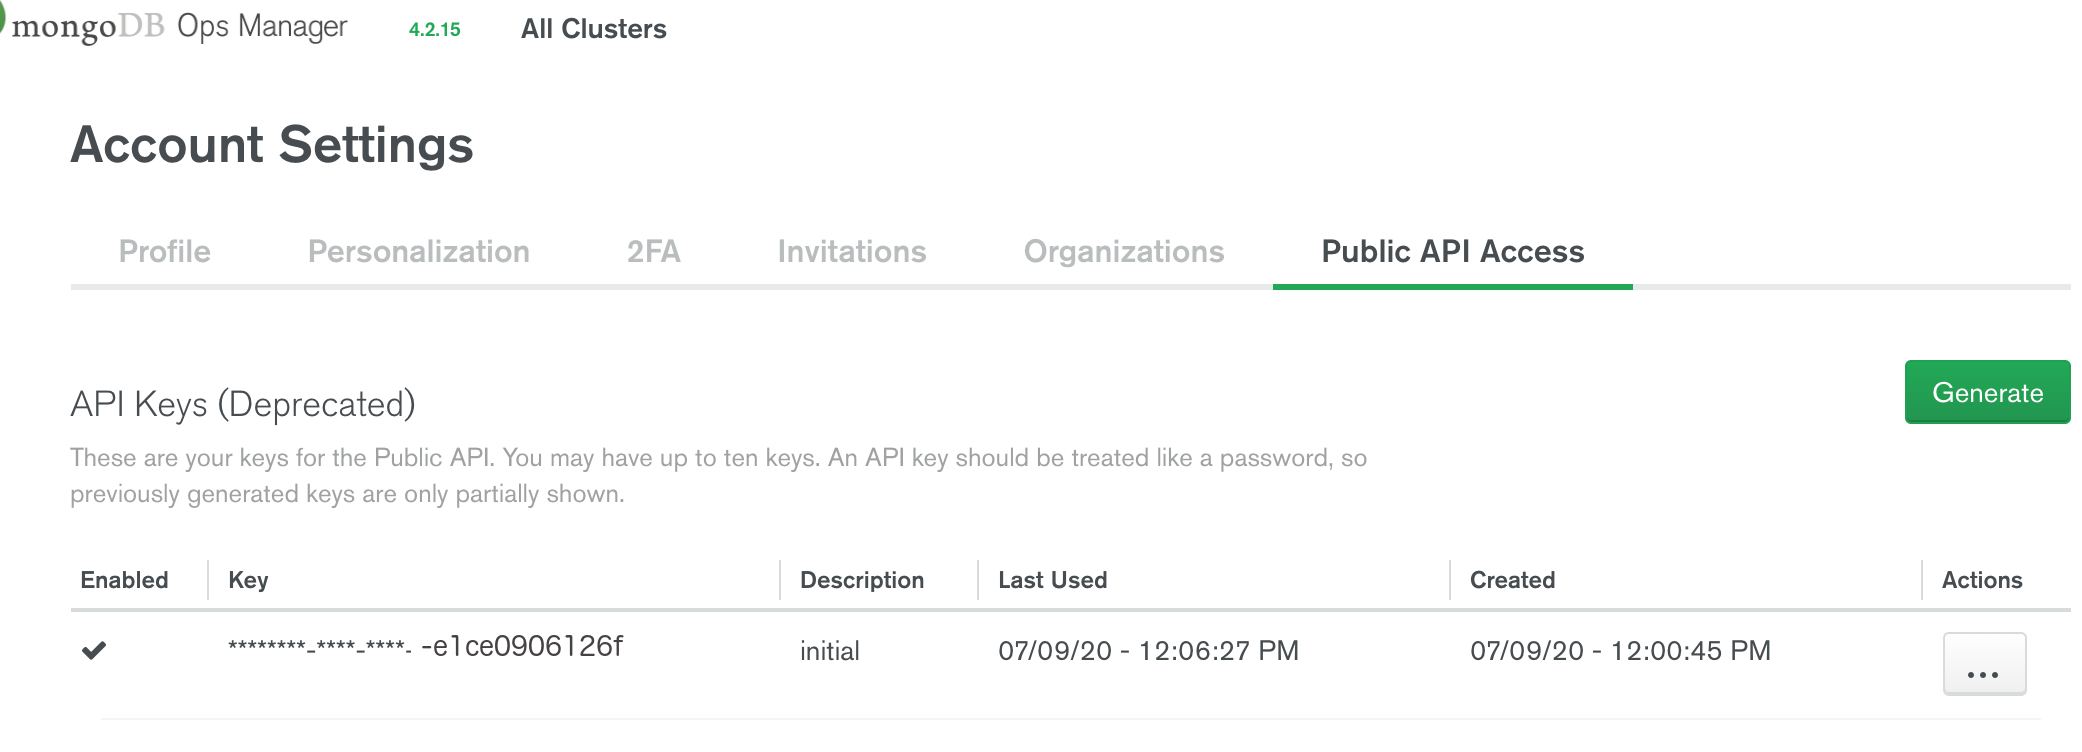 mongoDB Ops Manager 4.2.15 All Clusters
Account Settings
Profile Personalization 2FA Invitations Organizations Public API Access
Generate
API Keys (Deprecated)
These are your keys for the Public API. You may have up to ten keys. An API key should be treated like a password, so
previously generated keys are only partially shown.
Enabled Key Description Last Used Created Actions
********-****-****- -e1ce0906126f initial 07/09/20 - 12:06:27 PM 07/09/20 - 12:00:45 PM ...